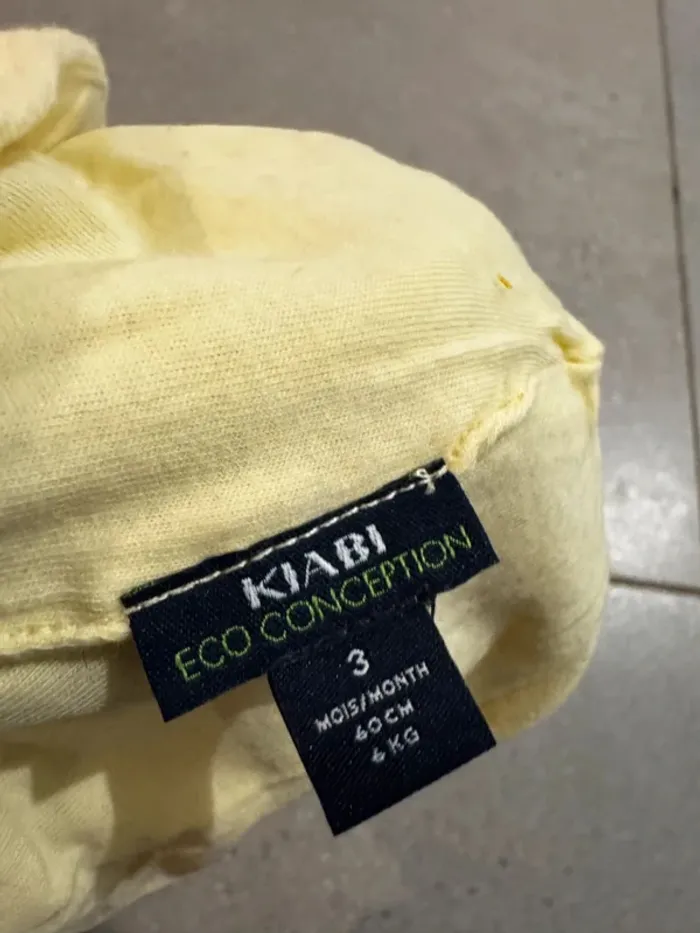 KIABI
ECO CONCEPTION
3
MOIS/MONTH
60CM
6KG